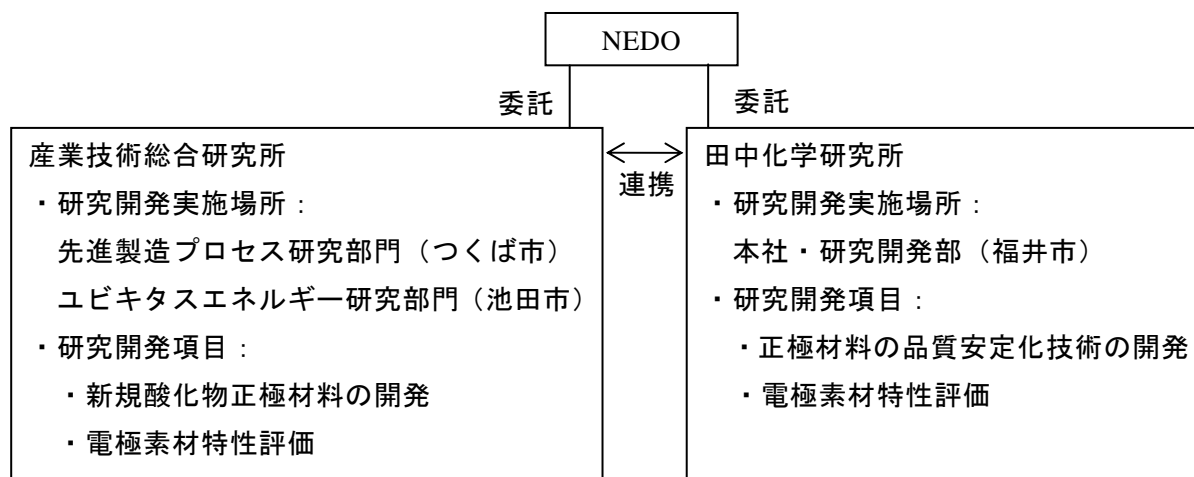 NEDO
委託
委託
産業技術総合研究所
・研究開発実施場所：
先進製造プロセス研究部門（つくば市）
ユビキタスエネルギー研究部門（池田市）
・研究開発項目：
・新規酸化物正極材料の開発
・電極素材特性評価
連携
田中化学研究所
・研究開発実施場所：
本社・研究開発部（福井市）
・研究開発項目：
・正極材料の品質安定化技術の開発
・電極素材特性評価